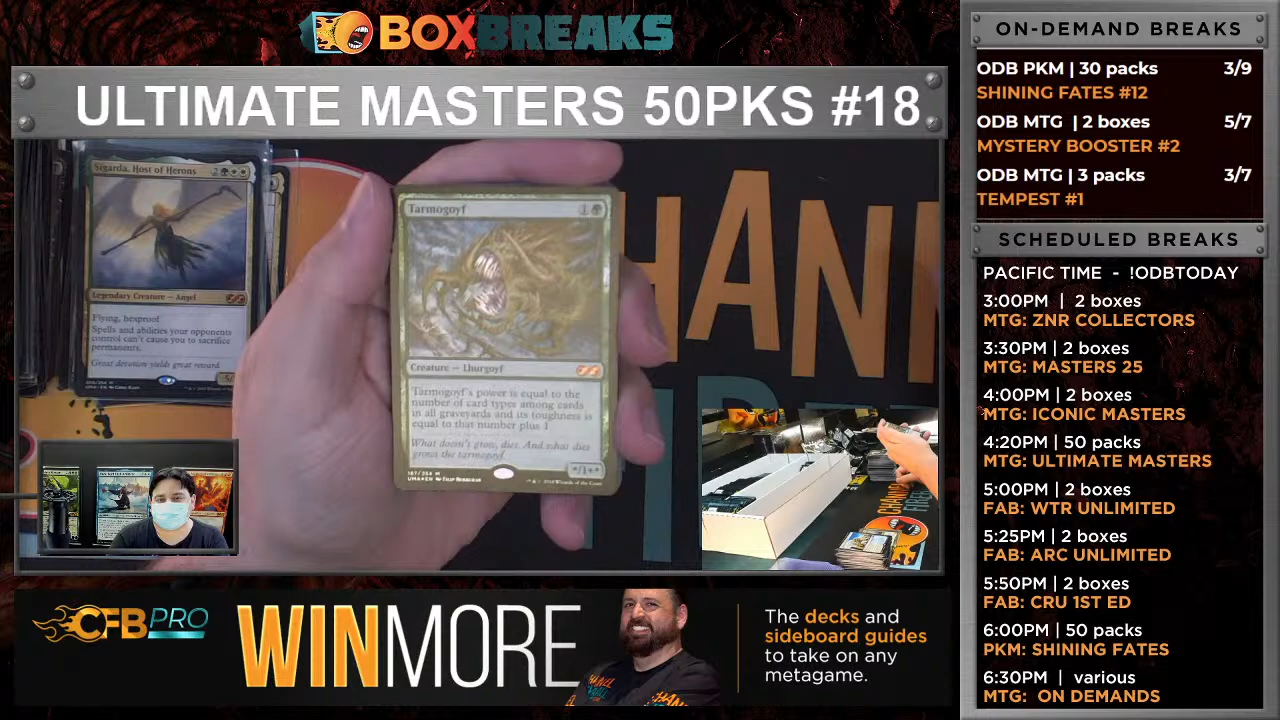 BOXBREAKS
ULTIMATE MASTERS 50PKS #18
Sigarda, Host of Herons
Legendary Creature — Angel
Flying, hexproof
Spells and abilities your opponents
control can't cause you to sacrifice
permanents.
Great devotion yields great reward.
Tarmogoyf
Creature — Lhurgoyf
Tarmogoyf's power is equal to the
number of card types among cards
in all graveyards and its toughness is
equal to that number plus 1
What doesn't grow, dies. And what dies
grows the tarmogoyf.
187/254 M
*/1+*
CHANN
FIRE
CFB PRO
WINMORE
The decks and
sideboard guides
to take on any
metagame.
ON-DEMAND BREAKS
ODB PKM | 30 packs 3/9
SHINING FATES #12
ODB MTG | 2 boxes 5/7
MYSTERY BOOSTER #2
ODB MTG | 3 packs 3/7
TEMPEST #1
SCHEDULED BREAKS
PACIFIC TIME - !ODBTODAY
3:00PM | 2 boxes
MTG: ZNR COLLECTORS
3:30PM | 2 boxes
MTG: MASTERS 25
4:00PM | 2 boxes
MTG: ICONIC MASTERS
4:20PM | 50 packs
MTG: ULTIMATE MASTERS
5:00PM | 2 boxes
FAB: WTR UNLIMITED
5:25PM | 2 boxes
FAB: ARC UNLIMITED
5:50PM | 2 boxes
FAB: CRU 1ST ED
6:00PM | 50 packs
PKM: SHINING FATES
6:30PM | various
MTG: ON DEMANDS